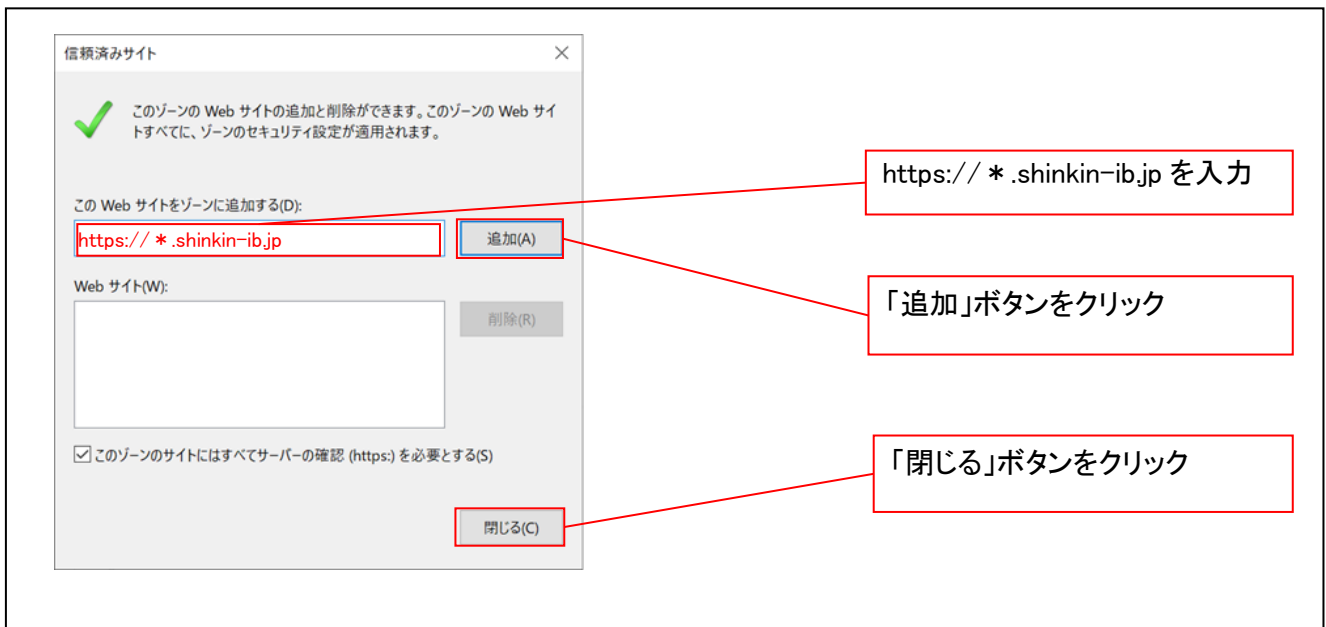 信頼済みサイト
このゾーンの Web サイトの追加と削除ができます。このゾーンの Web サイ
トすべてに、ゾーンのセキュリティ設定が適用されます。
https://＊.shinkin-ib.jp を入力
この Web サイトをゾーンに追加する(D):
https://＊.shinkin-ib.jp
追加(A)
Web サイト(W):
「追加」ボタンをクリック
削除(R)
このゾーンのサイトにはすべてサーバーの確認 (https:) を必要とする(S)
「閉じる」ボタンをクリック
閉じる(C)